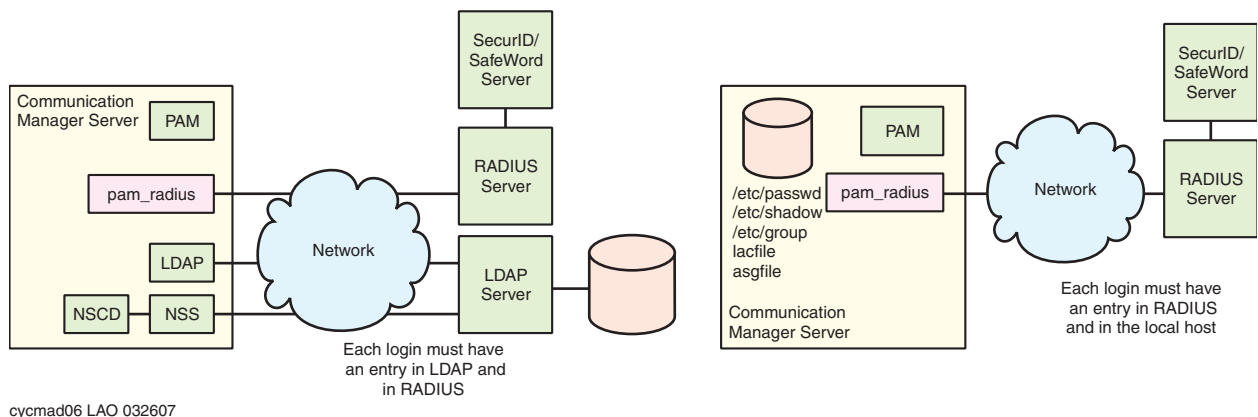 SecurID/
SafeWord
Server
Communication
Manager Server
PAM
RADIUS
Server
pam_radius
Network
LDAP
LDAP
Server
NSCD
NSS
Each login must have
an entry in LDAP and
in RADIUS
cycmad06 LAO 032607
SecurID/
SafeWord
Server
PAM
/etc/passwd
/etc/shadow
/etc/group
lacfile
asgfile
pam_radius
Network
RADIUS
Server
Communication
Manager Server
Each login must have
an entry in RADIUS
and in the local host